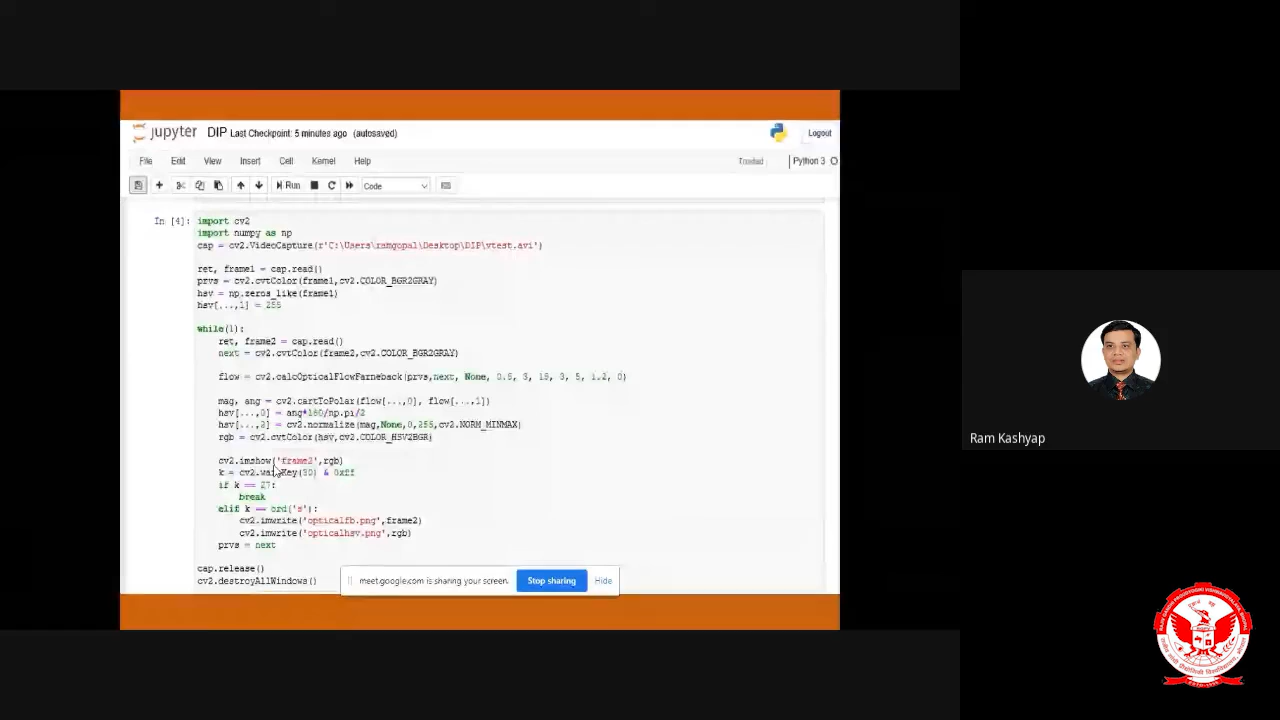 jupyter DIP Last Checkpoint: 5 minutes ago (autosaved)
Logout
File Edit View Insert Cell Kernel Help
Trusted Python 3
Run Code
In [4]: import cv2
import numpy as np
cap = cv2.VideoCapture(r'C:\Users\ramgopal\Desktop\DIP\vtest.avi')
ret, frame1 = cap.read()
prvs = cv2.cvtColor(frame1,cv2.COLOR_BGR2GRAY)
hsv = np.zeros_like(frame1)
hsv[...,1] = 255
while(1):
ret, frame2 = cap.read()
next = cv2.cvtColor(frame2,cv2.COLOR_BGR2GRAY)
flow = cv2.calcOpticalFlowFarneback(prvs,next, None, 0.5, 3, 15, 3, 5, 1.2, 0)
mag, ang = cv2.cartToPolar(flow[...,0], flow[...,1])
hsv[...,0] = ang*180/np.pi/2
hsv[...,2] = cv2.normalize(mag,None,0,255,cv2.NORM_MINMAX)
rgb = cv2.cvtColor(hsv,cv2.COLOR_HSV2BGR)
cv2.imshow('frame2',rgb)
k = cv2.waitKey(30) & 0xff
if k == 27:
break
elif k == ord('s'):
cv2.imwrite('opticalfb.png',frame2)
cv2.imwrite('opticalhsv.png',rgb)
prvs = next
cap.release()
cv2.destroyAllWindows()
meet.google.com is sharing your screen. Stop sharing Hide
Ram Kashyap